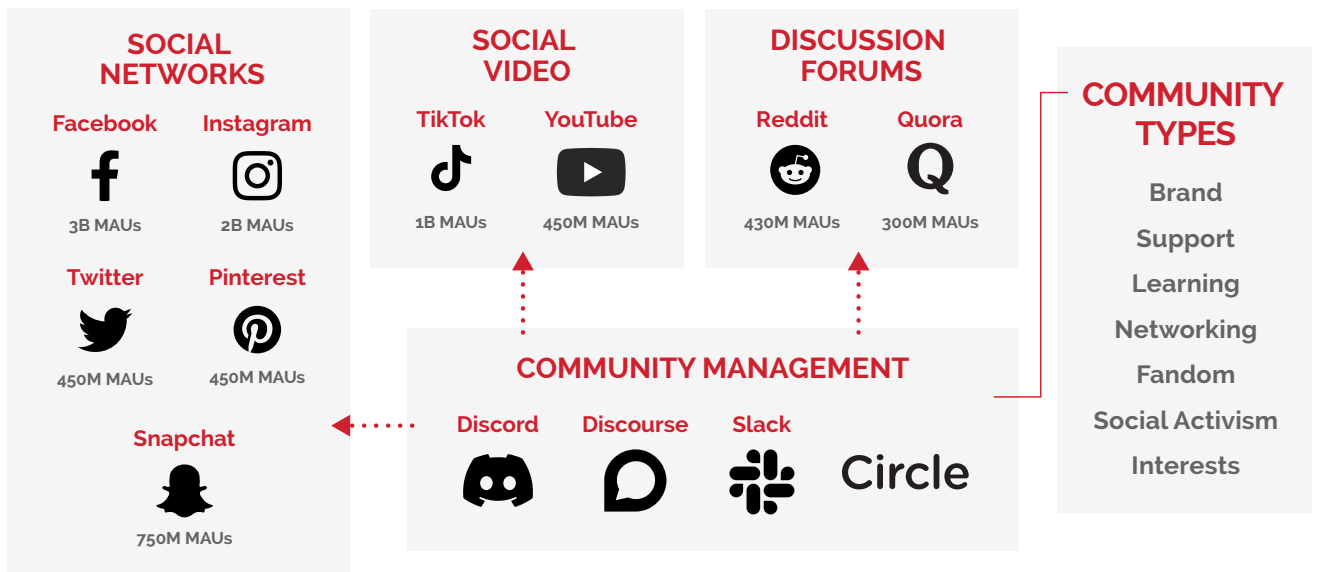 SOCIAL
NETWORKS
Facebook
Instagram
3B MAUs
2B MAUs
Twitter
Pinterest
450M MAUs
450M MAUs
Snapchat
750M MAUs
SOCIAL
VIDEO
TikTok
YouTube
1B MAUs
450M MAUs
DISCUSSION
FORUMS
Reddit
Quora
Q
430M MAUs
300M MAUs
COMMUNITY MANAGEMENT
Discord
Discourse
Slack
Circle
COMMUNITY
TYPES
Brand
Support
Learning
Networking
Fandom
Social Activism
Interests